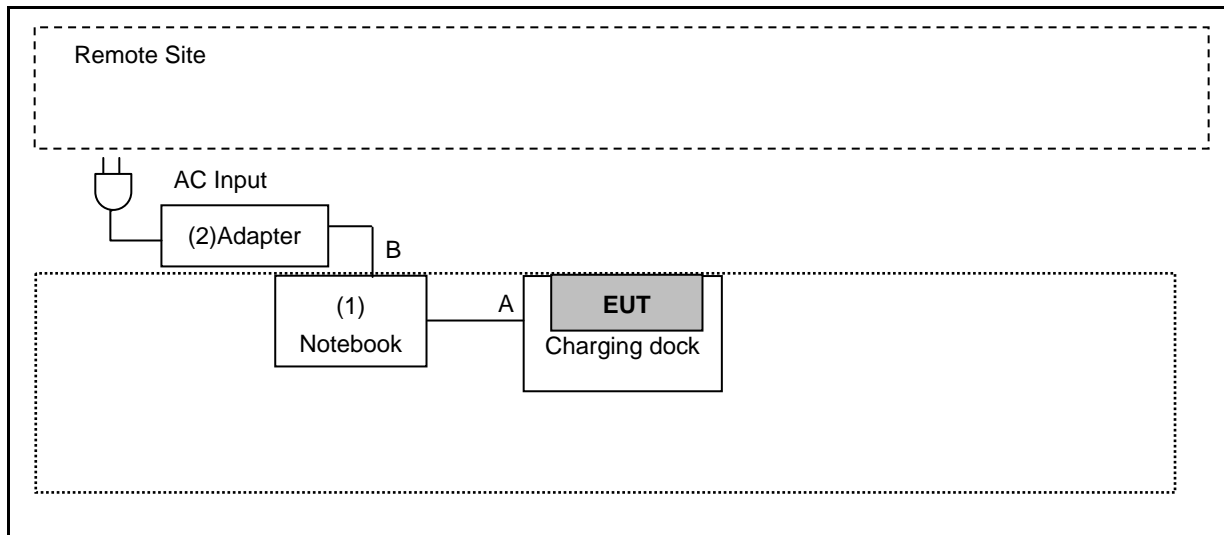 Remote Site
AC Input
(2)Adapter
B
(1)
Notebook
A
EUT
Charging dock